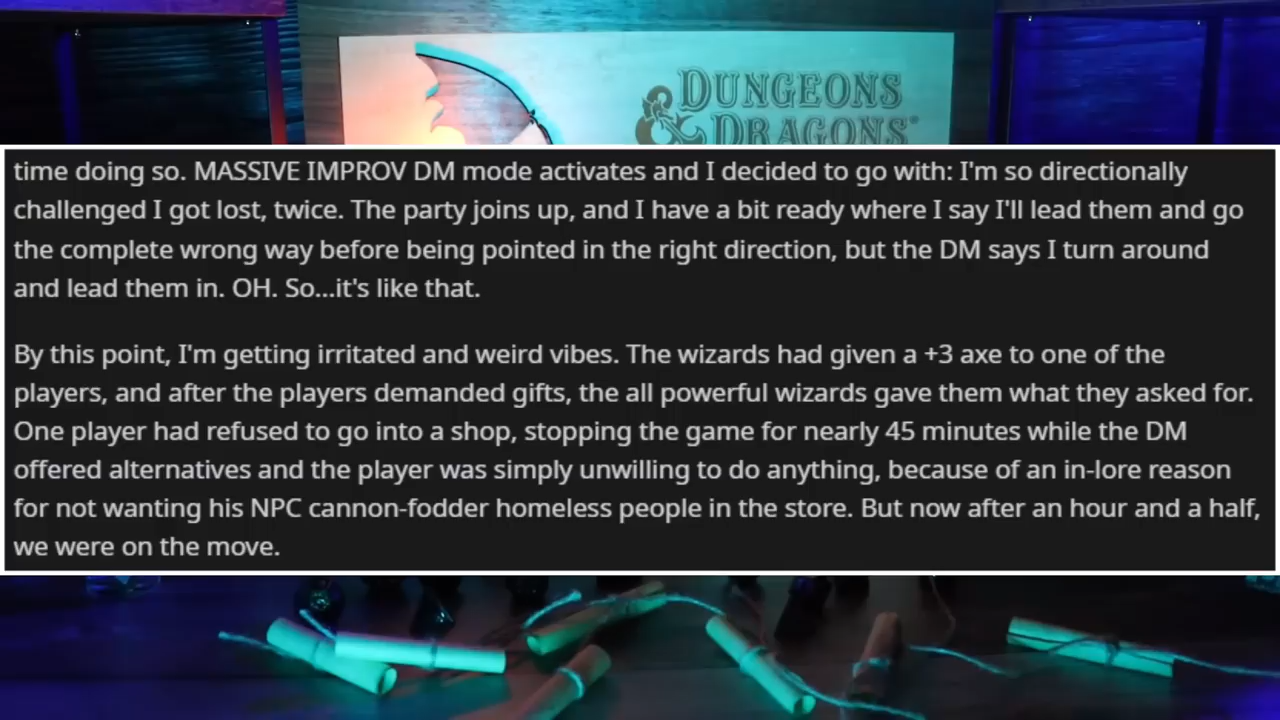 DUNGEONS
& DRAGONS®
time doing so. MASSIVE IMPROV DM mode activates and I decided to go with: I'm so directionally
challenged I got lost, twice. The party joins up, and I have a bit ready where I say I'll lead them and go
the complete wrong way before being pointed in the right direction, but the DM says I turn around
and lead them in. OH. So...it's like that.
By this point, I'm getting irritated and weird vibes. The wizards had given a +3 axe to one of the
players, and after the players demanded gifts, the all powerful wizards gave them what they asked for.
One player had refused to go into a shop, stopping the game for nearly 45 minutes while the DM
offered alternatives and the player was simply unwilling to do anything, because of an in-lore reason
for not wanting his NPC cannon-fodder homeless people in the store. But now after an hour and a half,
we were on the move.